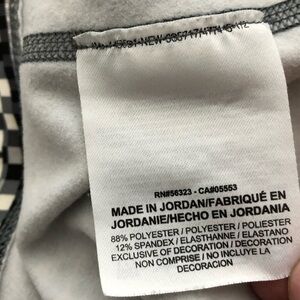 RN#56323 - CA#05553
MADE IN JORDAN/FABRIQUÉ EN
JORDANIE/HECHO EN JORDANIA
88% POLYESTER / POLYESTER / POLIESTER
12% SPANDEX / ELASTHANNE / ELASTANO
EXCLUSIVE OF DECORATION / DECORATION
NON COMPRISE / NO INCLUYE LA
DECORACION